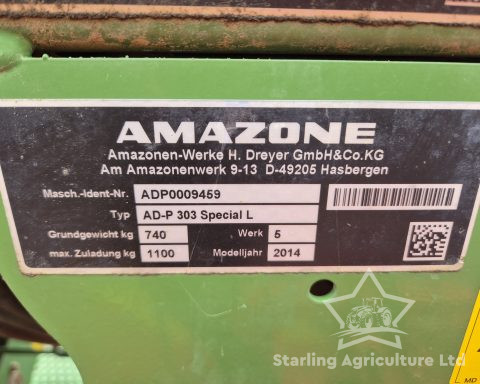 AMAZONE
Amazonen-Werke H. Dreyer GmbH&Co.KG
Am Amazonenwerk 9-13 D-49205 Hasbergen
Masch.-Ident-Nr. ADP0009459
Typ AD-P 303 Special L
Grundgewicht kg 740 Werk 5
max. Zuladung kg 1100 Modelljahr 2014
Starling Agriculture Ltd
MD